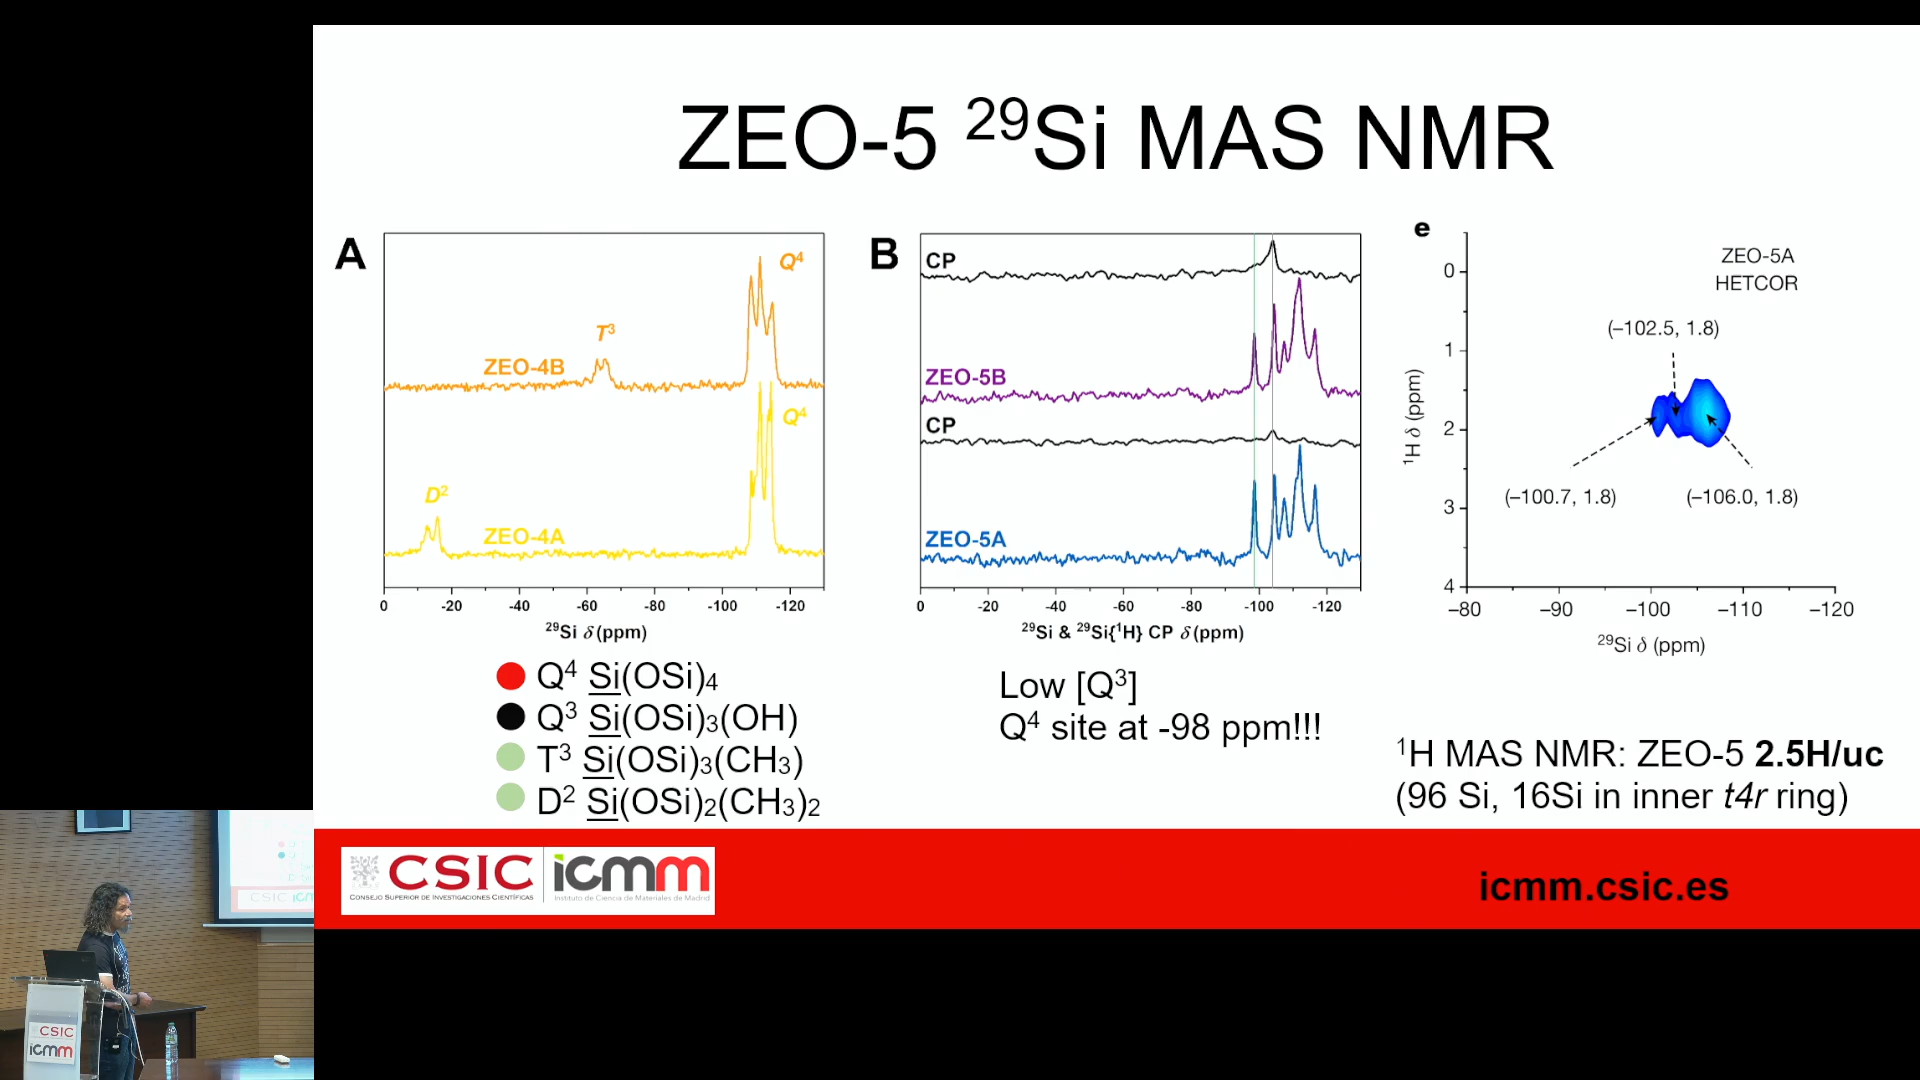 ZEO-5 ²⁹Si MAS NMR
A
Q⁴
T³
ZEO-4B
Q⁴
D²
ZEO-4A
0 -20 -40 -60 -80 -100 -120
²⁹Si δ (ppm)
B
CP
ZEO-5B
CP
ZEO-5A
0 -20 -40 -60 -80 -100 -120
²⁹Si & ²⁹Si{¹H} CP δ (ppm)
e
ZEO-5A
HETCOR
(–102.5, 1.8)
(–100.7, 1.8)
(–106.0, 1.8)
0
1
2
3
4
¹H δ (ppm)
–80 –90 –100 –110 –120
²⁹Si δ (ppm)
Q⁴ Si(OSi)₄
Q³ Si(OSi)₃(OH)
T³ Si(OSi)₃(CH₃)
D² Si(OSi)₂(CH₃)₂
Low [Q³]
Q⁴ site at -98 ppm!!!
¹H MAS NMR: ZEO-5 2.5H/uc
(96 Si, 16Si in inner t4r ring)
CSIC
CONSEJO SUPERIOR DE INVESTIGACIONES CIENTÍFICAS
icmm
Instituto de Ciencia de Materiales de Madrid
icmm.csic.es
CSIC
CSIC
icmm